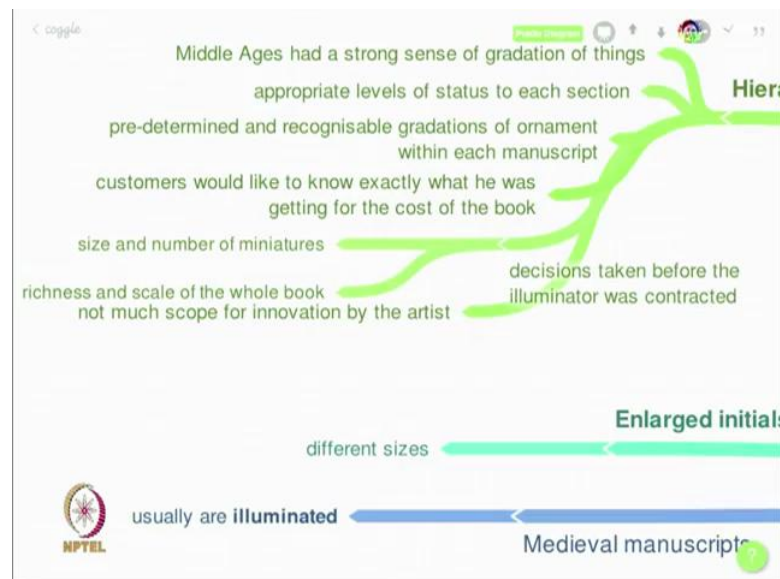 coggle
Public Diagram
Middle Ages had a strong sense of gradation of things
appropriate levels of status to each section
Hiera
pre-determined and recognisable gradations of ornament
within each manuscript
customers would like to know exactly what he was
getting for the cost of the book
size and number of miniatures
decisions taken before the
illuminator was contracted
richness and scale of the whole book
not much scope for innovation by the artist
Enlarged initials
different sizes
usually are illuminated
Medieval manuscripts
NPTEL
?